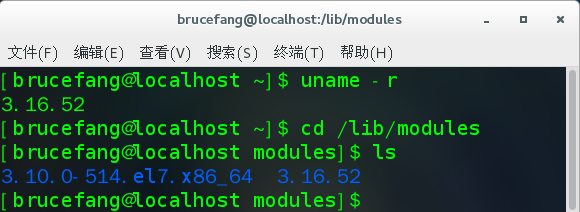 brucefang@localhost:/lib/modules
文件(F) 编辑(E) 查看(V) 搜索(S) 终端(T) 帮助(H)
[brucefang@localhost ~]$ uname -r
3.16.52
[brucefang@localhost ~]$ cd /lib/modules
[brucefang@localhost modules]$ ls
3.10.0-514.el7.x86_64  3.16.52
[brucefang@localhost modules]$